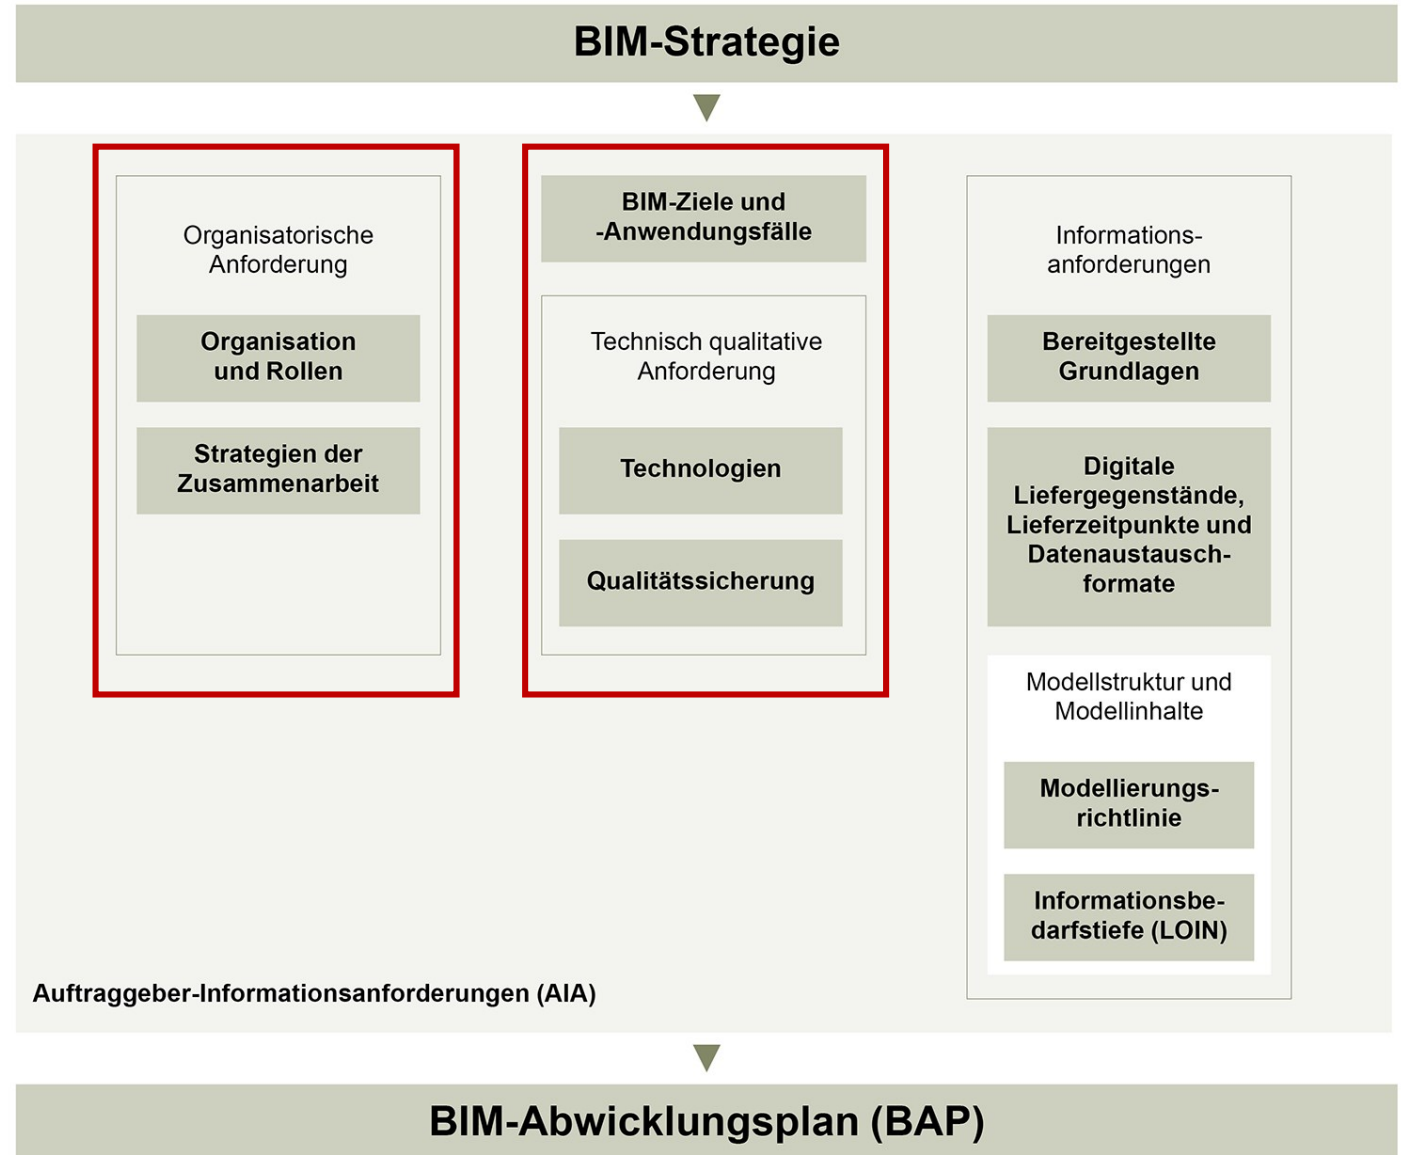 BIM-Strategie
Organisatorische
Anforderung
Organisation
und Rollen
Strategien der
Zusammenarbeit
BIM-Ziele und
-Anwendungsfälle
Technisch qualitative
Anforderung
Technologien
Qualitätssicherung
Informations-
anforderungen
Bereitgestellte
Grundlagen
Digitale
Liefergegenstände,
Lieferzeitpunkte und
Datenaustausch-
formate
Modellstruktur und
Modellinhalte
Modellierungs-
richtlinie
Informationsbe-
darfstiefe (LOIN)
Auftraggeber-Informationsanforderungen (AIA)
BIM-Abwicklungsplan (BAP)